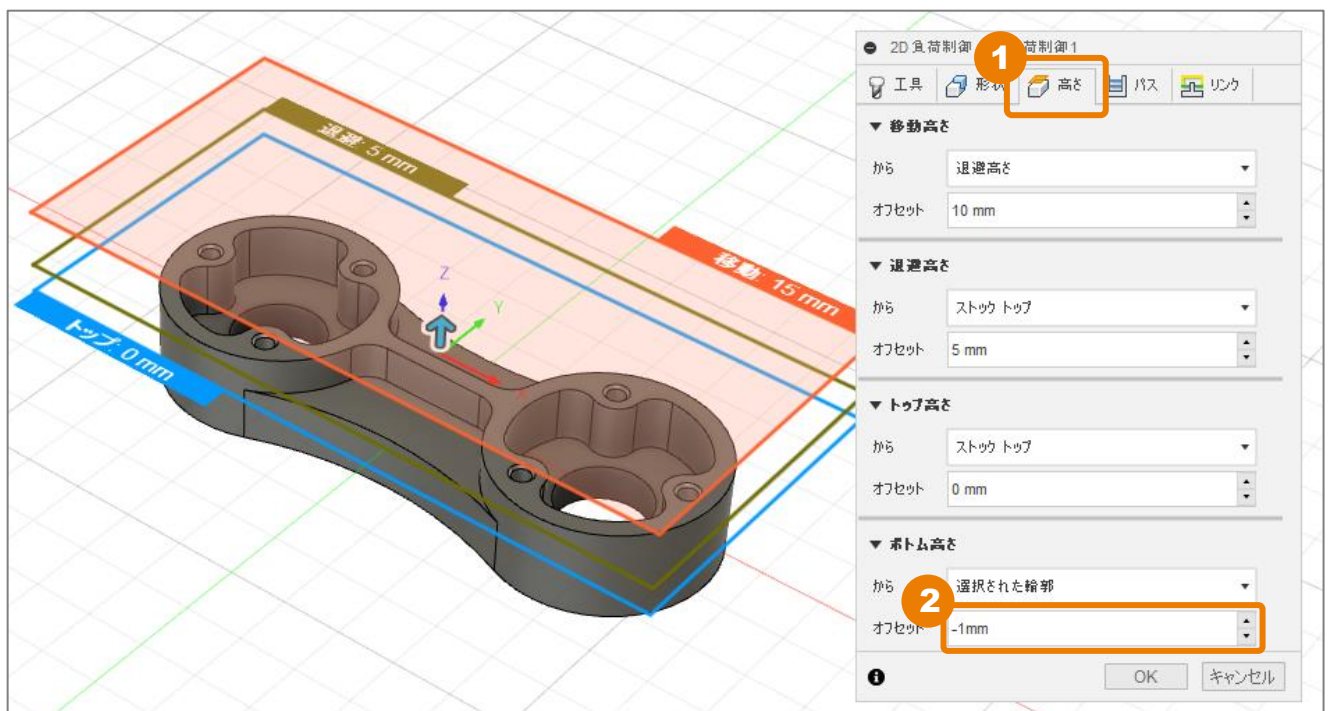 退避: 5 mm
移動: 15 mm
トップ: 0 mm
Z
Y
X
2D 負荷制御
荷制御1
1
工具
形状
高さ
パス
リンク
▼ 移動高さ
から 退避高さ
オフセット 10 mm
▼ 退避高さ
から ストック トップ
オフセット 5 mm
▼ トップ高さ
から ストック トップ
オフセット 0 mm
▼ ボトム高さ
から 選択された輪郭
2
オフセット -1mm
OK
キャンセル